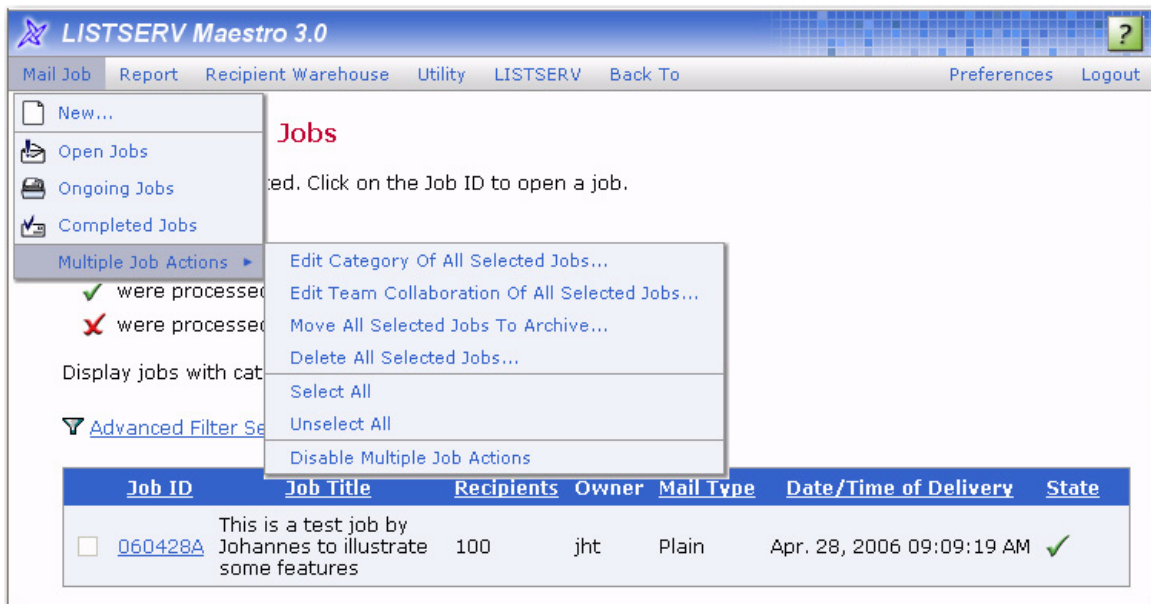 LISTSERV Maestro 3.0
?
Mail Job Report Recipient Warehouse Utility LISTSERV Back To Preferences Logout
New...
Jobs
Open Jobs
ted. Click on the Job ID to open a job.
Ongoing Jobs
Completed Jobs
Multiple Job Actions
Edit Category Of All Selected Jobs...
were processed
Edit Team Collaboration Of All Selected Jobs...
were processed
Move All Selected Jobs To Archive...
Delete All Selected Jobs...
Display jobs with cat
Select All
Unselect All
Advanced Filter Se
Disable Multiple Job Actions
Job ID Job Title Recipients Owner Mail Type Date/Time of Delivery State
This is a test job by
060428A Johannes to illustrate 100 jht Plain Apr. 28, 2006 09:09:19 AM
some features